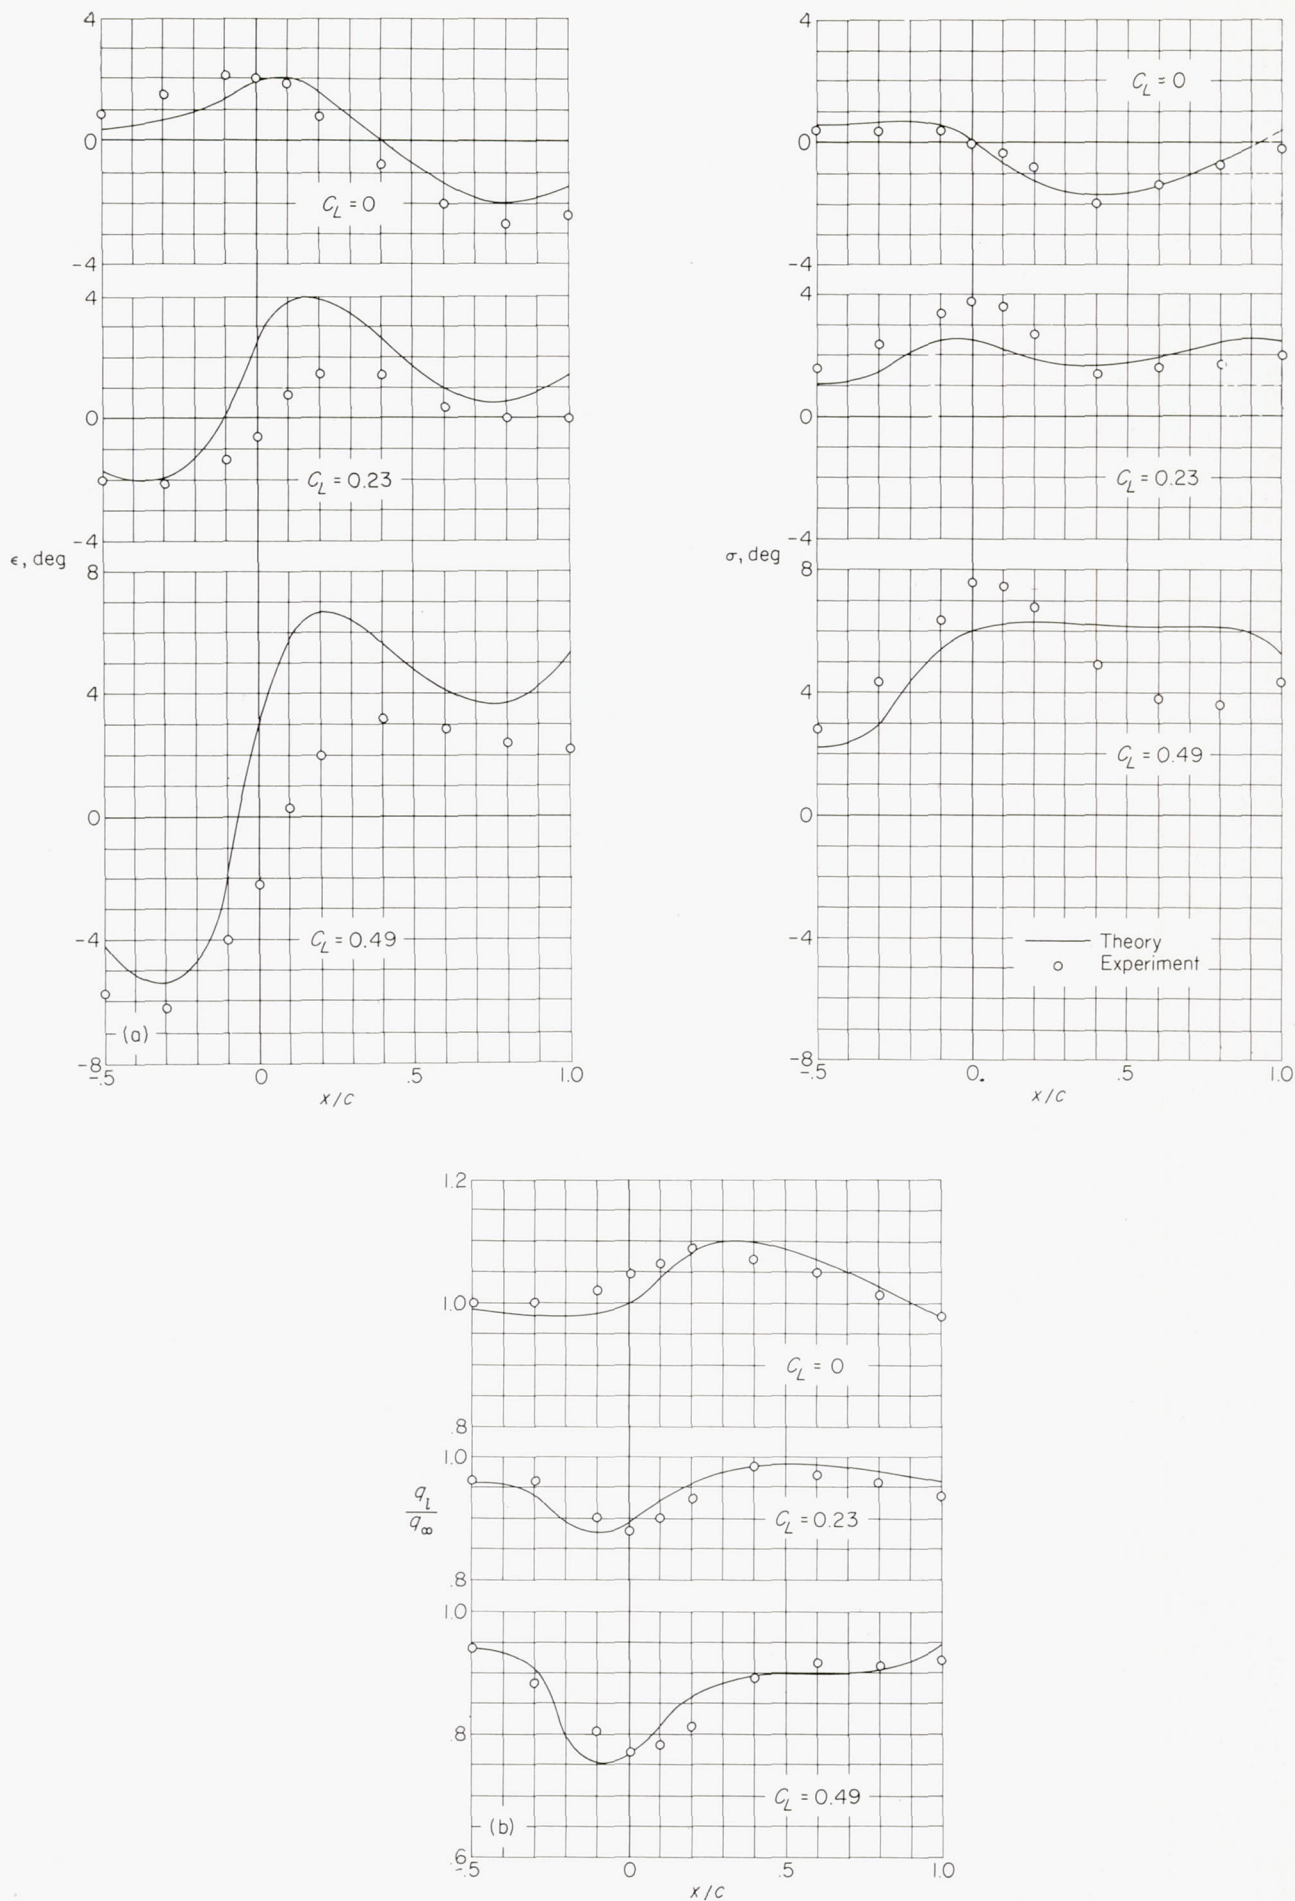 4
0
C_L = 0
-4
4
0
C_L = 0.23
-4
ϵ, deg
8
4
0
-4
C_L = 0.49
(a)
-8
-.5 0 .5 1.0
x/c
4
C_L = 0
0
-4
4
0
C_L = 0.23
-4
σ, deg
8
4
C_L = 0.49
0
-4
Theory
Experiment
-8
-.5 0 .5 1.0
x/c
1.2
1.0
C_L = 0
.8
1.0
q_l/q_∞
C_L = 0.23
.8
1.0
.8
C_L = 0.49
(b)
.6
-.5 0 .5 1.0
x/c